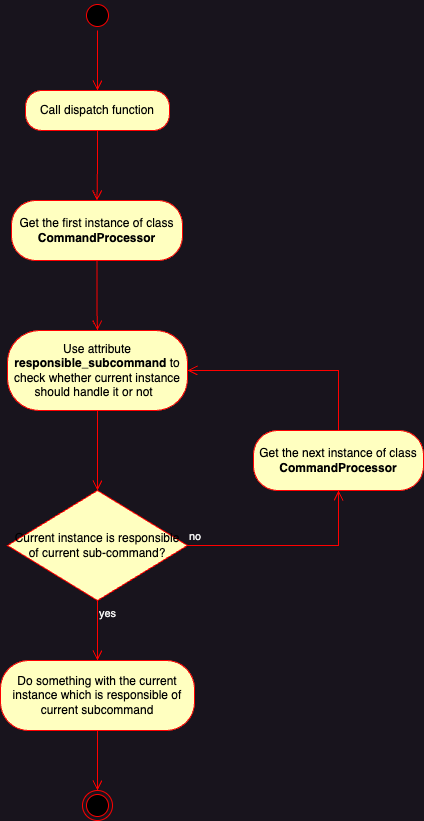 Call dispatch function
Get the first instance of class
CommandProcessor
Use attribute
responsible_subcommand to
check whether current instance
should handle it or not
Get the next instance of class
CommandProcessor
Current instance is responsible
of current sub-command?
no
yes
Do something with the current
instance which is responsible of
current subcommand